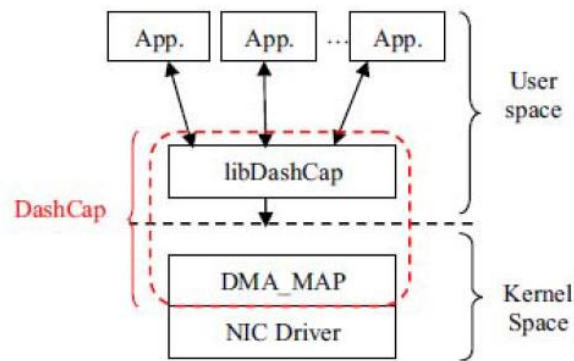 App. App. ... App.
User
space
libDashCap
DashCap
DMA_MAP
Kernel
Space
NIC Driver